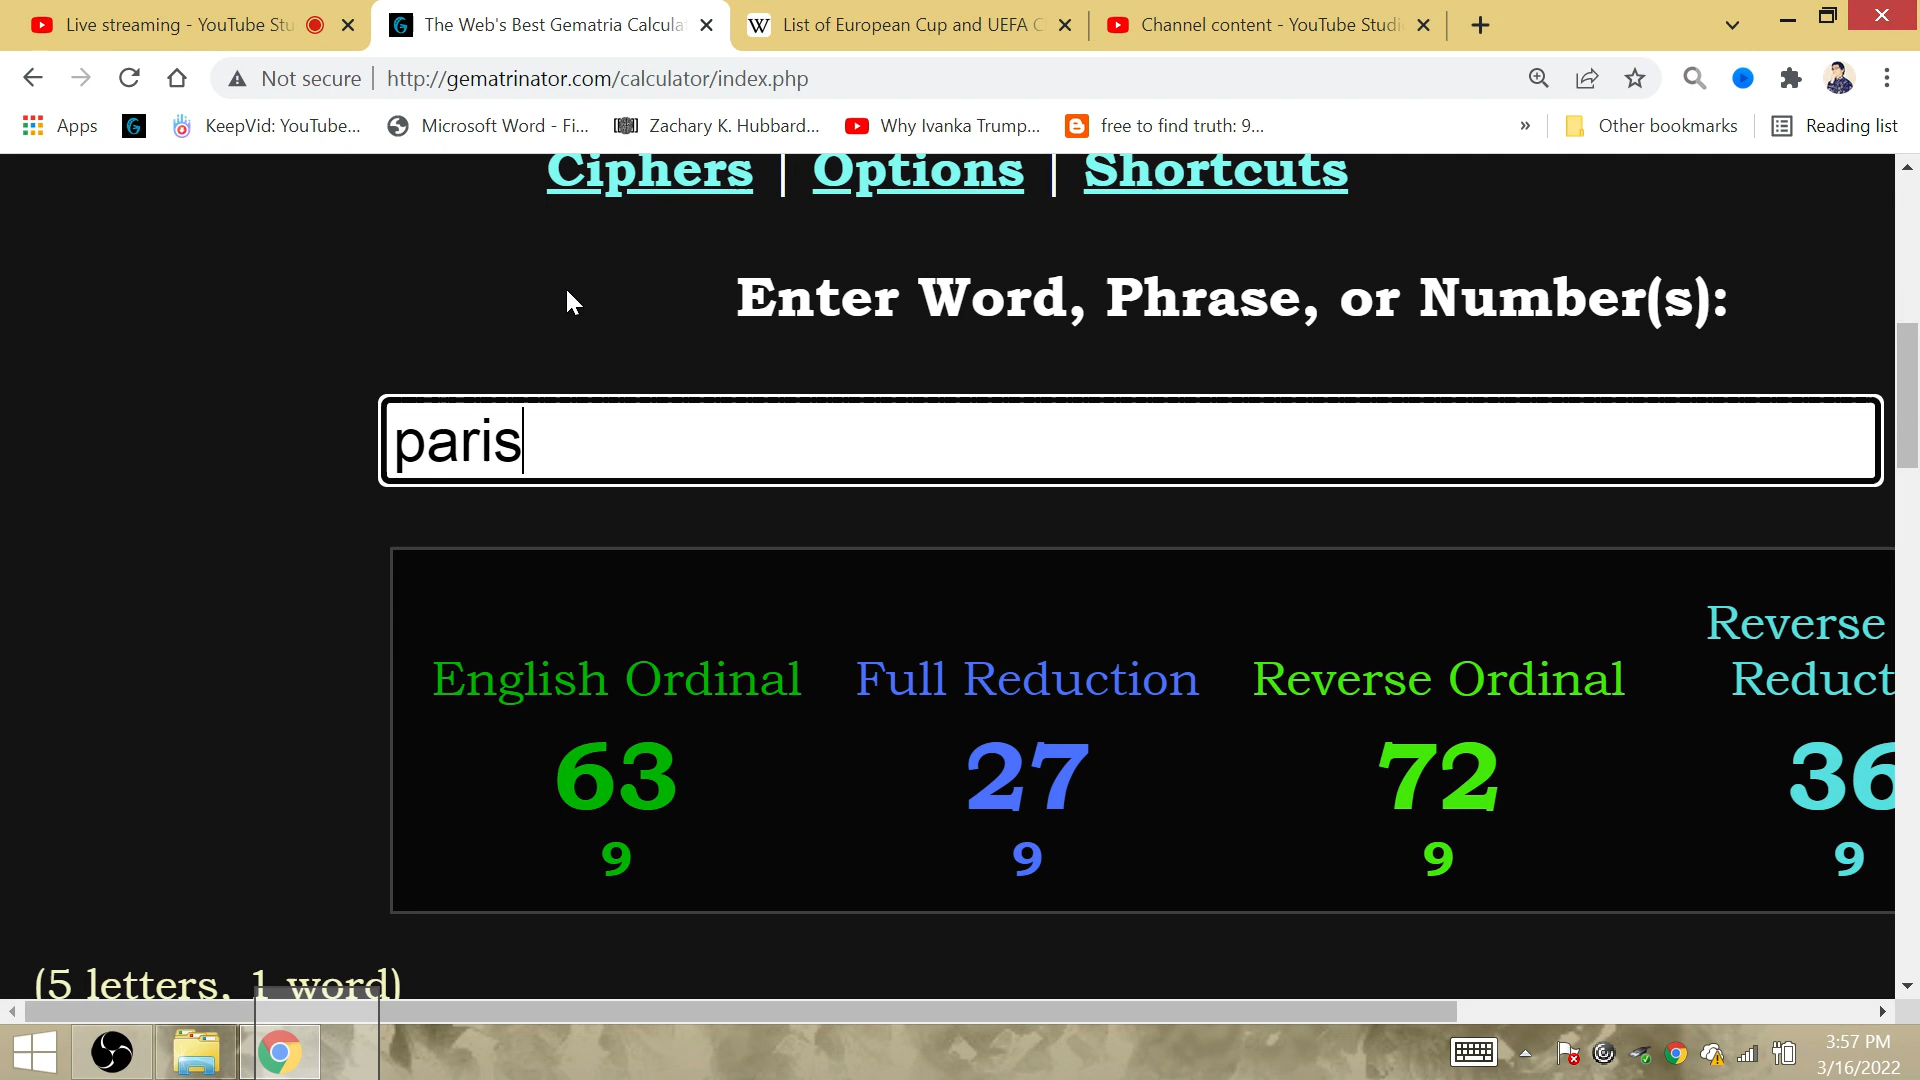 Live streaming - YouTube Stu
The Web's Best Gematria Calcula
W List of European Cup and UEFA C
Channel content - YouTube Studi
Not secure http://gematrinator.com/calculator/index.php
Apps KeepVid: YouTube... Microsoft Word - Fi... Zachary K. Hubbard... Why Ivanka Trump... free to find truth: 9... » Other bookmarks Reading list
Ciphers | Options | Shortcuts
Enter Word, Phrase, or Number(s):
paris
Reverse
English Ordinal Full Reduction Reverse Ordinal Reduct
63 27 72 36
9 9 9 9
(5 letters, 1 word)
3:57 PM
3/16/2022